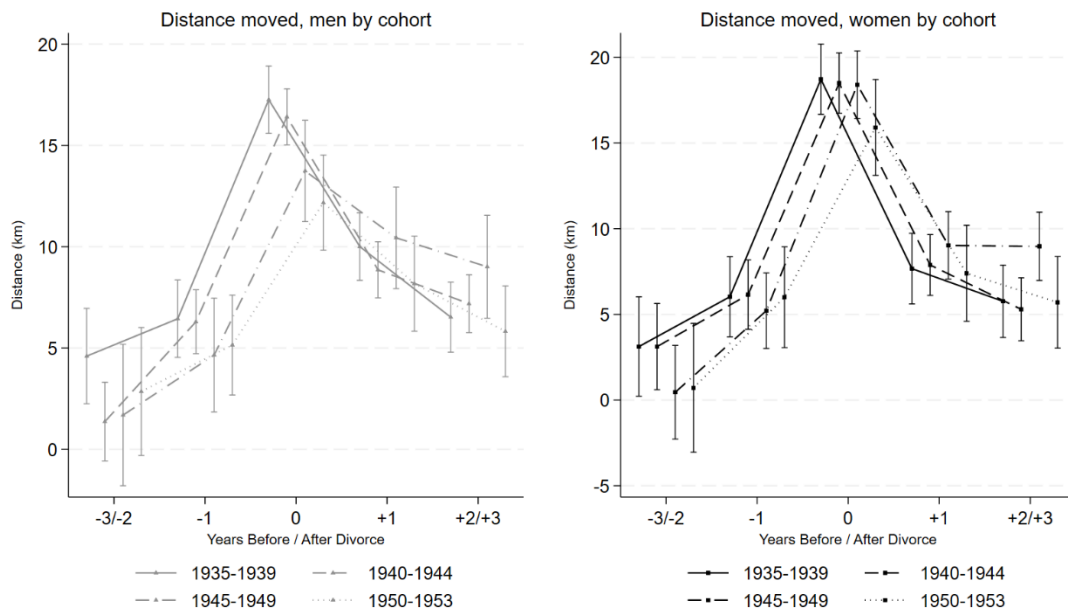 Distance moved, men by cohort
20
15
10
5
0
Distance (km)
-3/-2 -1 0 +1 +2/+3
Years Before / After Divorce
1935-1939 1940-1944
1945-1949 1950-1953
Distance moved, women by cohort
20
15
10
5
0
-5
Distance (km)
-3/-2 -1 0 +1 +2/+3
Years Before / After Divorce
1935-1939 1940-1944
1945-1949 1950-1953